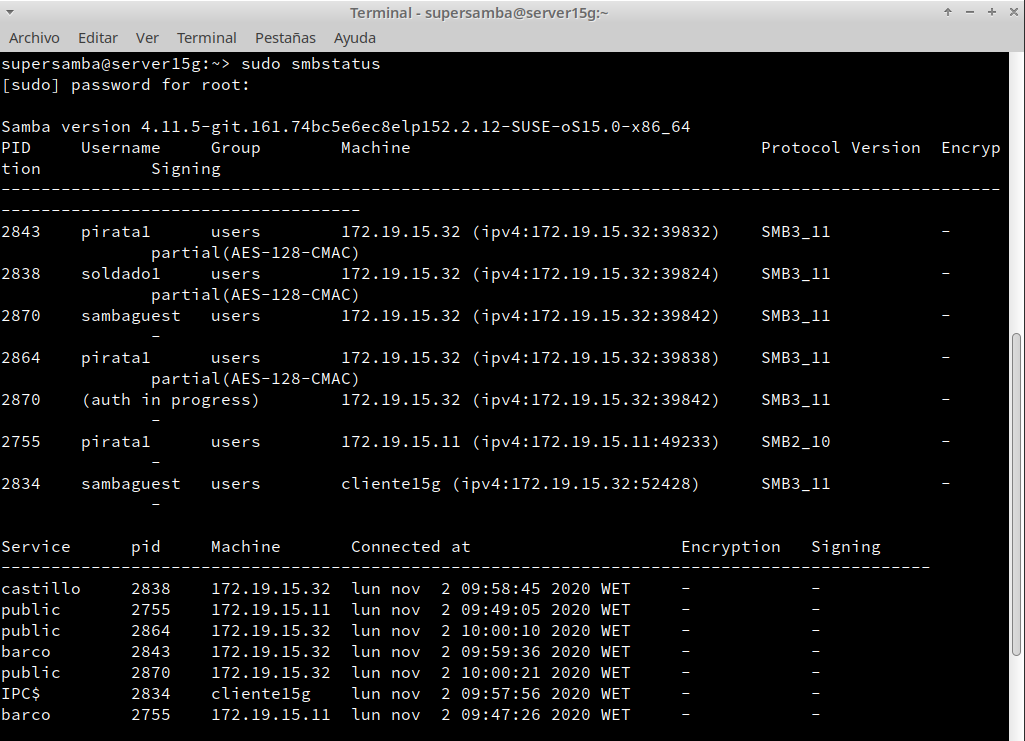 Terminal - supersamba@server15g:~
Archivo Editar Ver Terminal Pestañas Ayuda
supersamba@server15g:~> sudo smbstatus
[sudo] password for root:
Samba version 4.11.5-git.161.74bc5e6ec8elp152.2.12-SUSE-oS15.0-x86_64
PID     Username     Group        Machine                                   Protocol Version  Encryp
tion           Signing
----------------------------------------------------------------------------------------------------
------------------------------------
2843    pirata1      users        172.19.15.32 (ipv4:172.19.15.32:39832)    SMB3_11           -
               partial(AES-128-CMAC)
2838    soldado1     users        172.19.15.32 (ipv4:172.19.15.32:39824)    SMB3_11           -
               partial(AES-128-CMAC)
2870    sambaguest   users        172.19.15.32 (ipv4:172.19.15.32:39842)    SMB3_11           -
               -
2864    pirata1      users        172.19.15.32 (ipv4:172.19.15.32:39838)    SMB3_11           -
               partial(AES-128-CMAC)
2870    (auth in progress)        172.19.15.32 (ipv4:172.19.15.32:39842)    SMB3_11           -
               -
2755    pirata1      users        172.19.15.11 (ipv4:172.19.15.11:49233)    SMB2_10           -
               -
2834    sambaguest   users        cliente15g (ipv4:172.19.15.32:52428)      SMB3_11           -
               -
Service      pid     Machine       Connected at                     Encryption   Signing
---------------------------------------------------------------------------------------------
castillo     2838    172.19.15.32  lun nov  2 09:58:45 2020 WET     -            -
public       2755    172.19.15.11  lun nov  2 09:49:05 2020 WET     -            -
public       2864    172.19.15.32  lun nov  2 10:00:10 2020 WET     -            -
barco        2843    172.19.15.32  lun nov  2 09:59:36 2020 WET     -            -
public       2870    172.19.15.32  lun nov  2 10:00:21 2020 WET     -            -
IPC$         2834    cliente15g    lun nov  2 09:57:56 2020 WET     -            -
barco        2755    172.19.15.11  lun nov  2 09:47:26 2020 WET     -            -